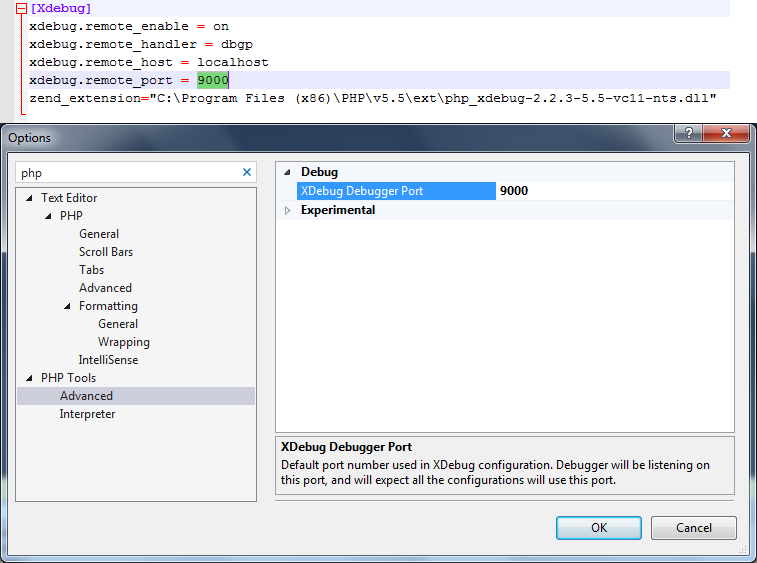 [Xdebug]
xdebug.remote_enable = on
xdebug.remote_handler = dbgp
xdebug.remote_host = localhost
xdebug.remote_port = 9000
zend_extension="C:\Program Files (x86)\PHP\v5.5\ext\php_xdebug-2.2.3-5.5-vc11-nts.dll"
Options
php
Text Editor
PHP
General
Scroll Bars
Tabs
Advanced
Formatting
General
Wrapping
IntelliSense
PHP Tools
Advanced
Interpreter
Debug
XDebug Debugger Port 9000
Experimental
XDebug Debugger Port
Default port number used in XDebug configuration. Debugger will be listening on
this port, and will expect all the configurations will use this port.
OK Cancel